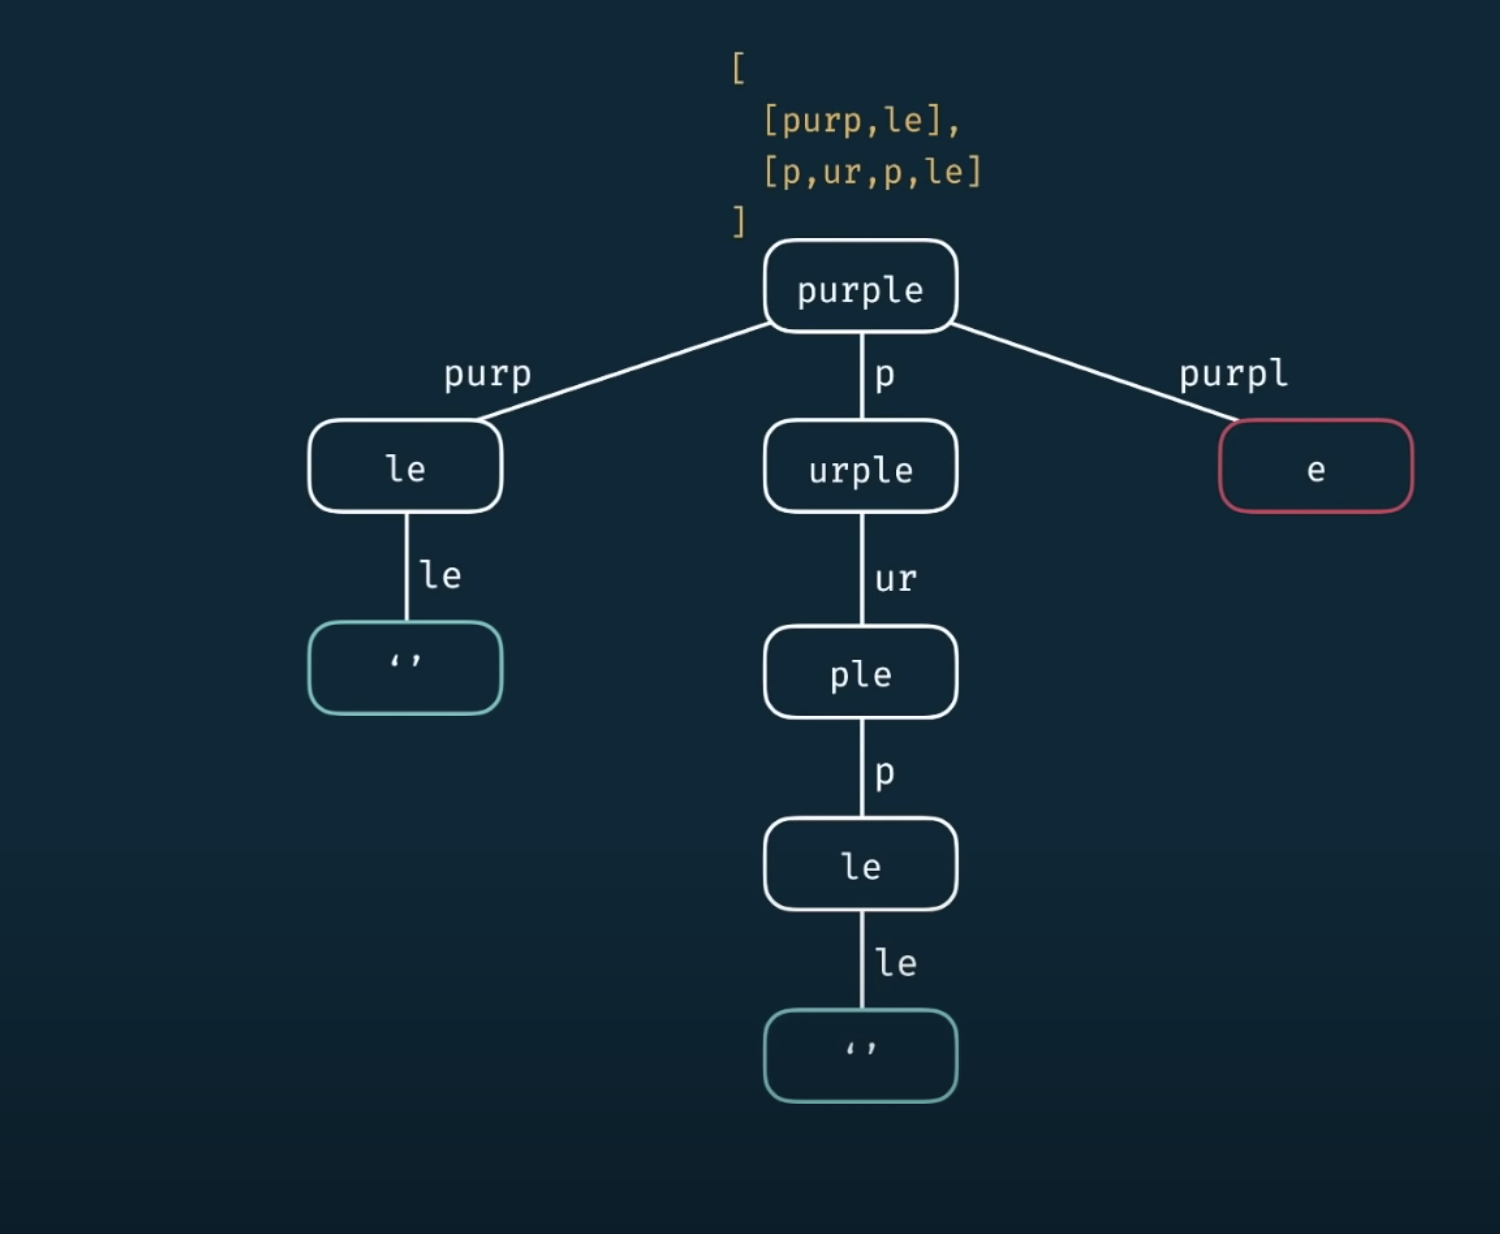 [
[purp,le],
[p,ur,p,le]
]
purple
purp
p
purpl
le
urple
e
le
ur
‘’
ple
p
le
le
‘’